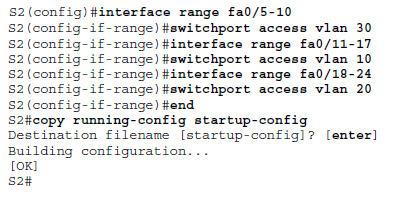 S2(config)#interface range fa0/5-10
S2(config-if-range)#switchport access vlan 30
S2(config-if-range)#interface range fa0/11-17
S2(config-if-range)#switchport access vlan 10
S2(config-if-range)#interface range fa0/18-24
S2(config-if-range)#switchport access vlan 20
S2(config-if-range)#end
S2#copy running-config startup-config
Destination filename [startup-config]? [enter]
Building configuration...
[OK]
S2#